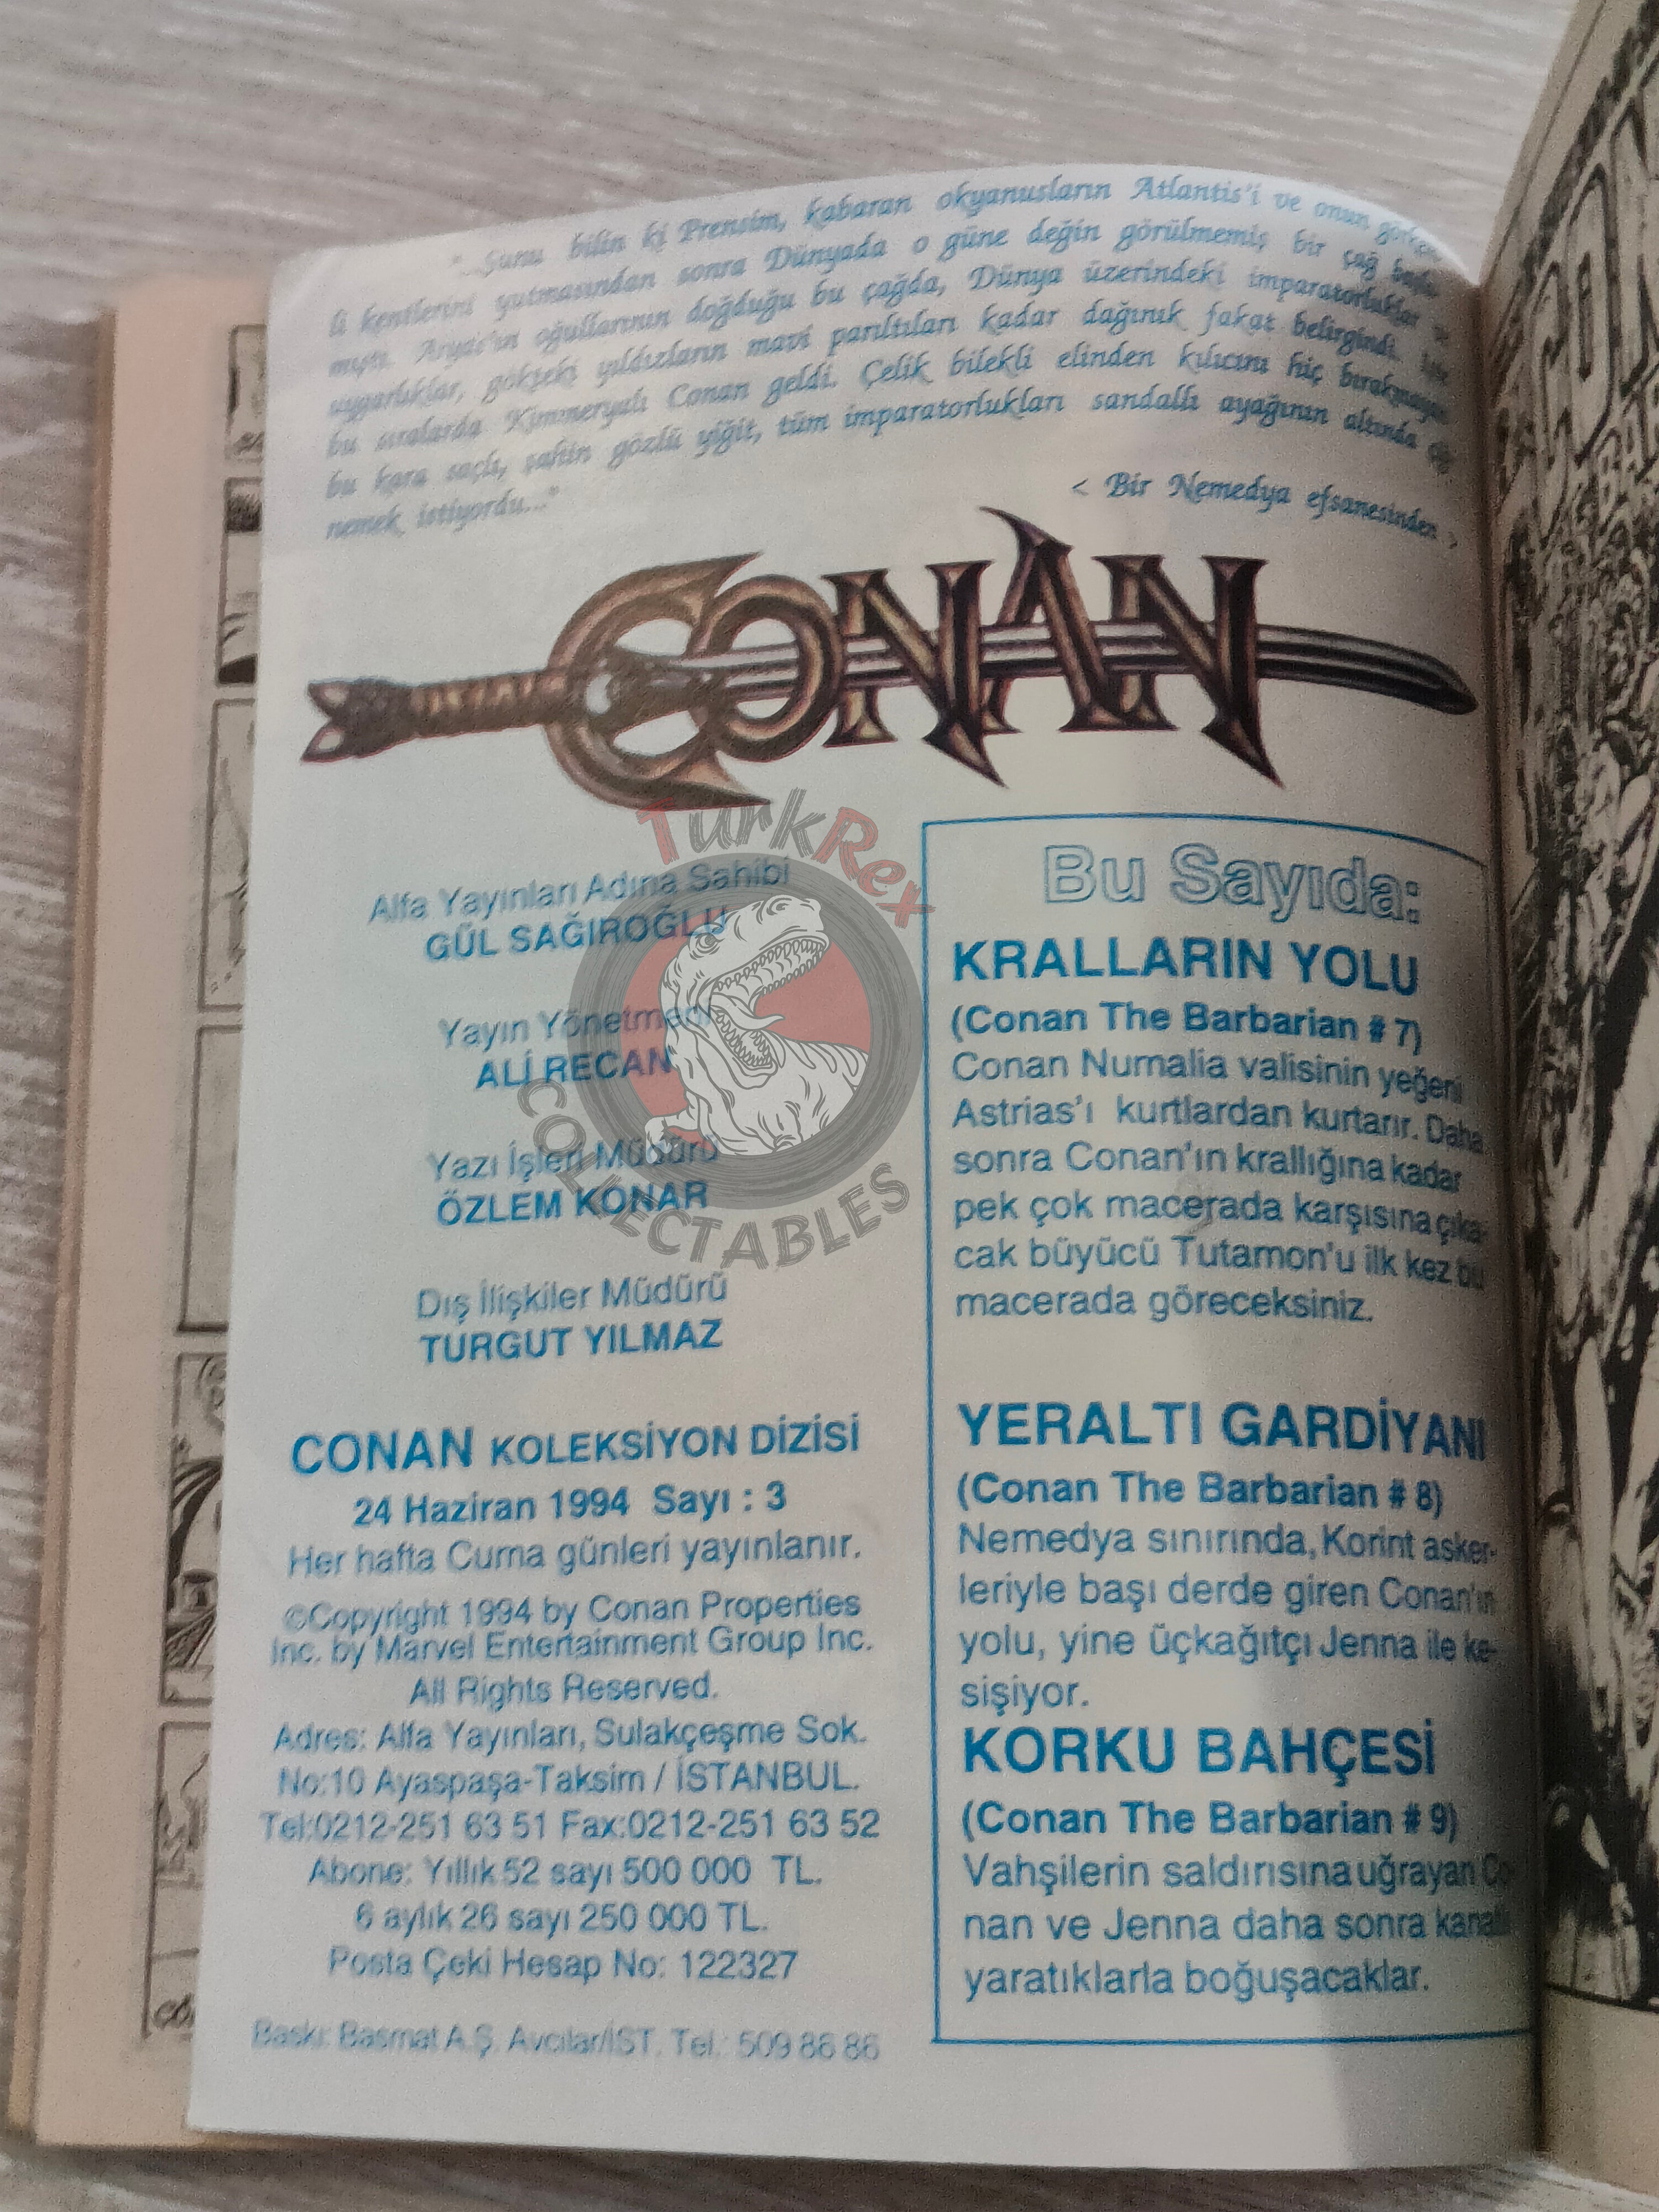 "...Şunu bilin ki Prensim, kabaran okyanusların Atlantis'i ve onun görkem-
li kentlerini yutmasından sonra Dünyada o güne değin görülmemiş bir çağ başla-
mıştı. Aryas'ın oğullarının doğduğu bu çağda, Dünya üzerindeki imparatorluklar ve
uygarlıklar, gökteki yıldızların mavi parıltıları kadar dağınık fakat belirgindi. İşte
bu sıralarda Kimmeryalı Conan geldi. Çelik bilekli elinden kılıcını hiç bırakmayan
bu kara saçlı, şahin gözlü yiğit, tüm imparatorlukları sandallı ayağının altında çiğ-
nemek istiyordu..."
< Bir Nemedya efsanesinden >
CONAN
TurkRex
COLLECTABLES
Alfa Yayınları Adına Sahibi
GÜL SAĞIROĞLU
Yayın Yönetmeni
ALİ RECAN
Yazı İşleri Müdürü
ÖZLEM KONAR
Dış İlişkiler Müdürü
TURGUT YILMAZ
CONAN KOLEKSİYON DİZİSİ
24 Haziran 1994 Sayı : 3
Her hafta Cuma günleri yayınlanır.
©Copyright 1994 by Conan Properties
Inc. by Marvel Entertainment Group Inc.
All Rights Reserved.
Adres: Alfa Yayınları, Sulakçeşme Sok.
No:10 Ayaspaşa-Taksim / İSTANBUL.
Tel:0212-251 63 51 Fax:0212-251 63 52
Abone: Yıllık 52 sayı 500 000 TL.
6 aylık 26 sayı 250 000 TL.
Posta Çeki Hesap No: 122327
Baskı: Basmat A.Ş. Avcılar/İST. Tel.: 509 86 86
Bu Sayıda:
KRALLARIN YOLU
(Conan The Barbarian # 7)
Conan Numalia valisinin yeğeni
Astrias'ı kurtlardan kurtarır. Daha
sonra Conan'ın krallığına kadar
pek çok macerada karşısına çıka-
cak büyücü Tutamon'u ilk kez bu
macerada göreceksiniz.
YERALTI GARDİYANI
(Conan The Barbarian # 8)
Nemedya sınırında, Korint asker-
leriyle başı derde giren Conan'ın
yolu, yine üçkağıtçı Jenna ile ke-
sişiyor.
KORKU BAHÇESİ
(Conan The Barbarian # 9)
Vahşilerin saldırısına uğrayan Co-
nan ve Jenna daha sonra kanatlı
yaratıklarla boğuşacaklar.